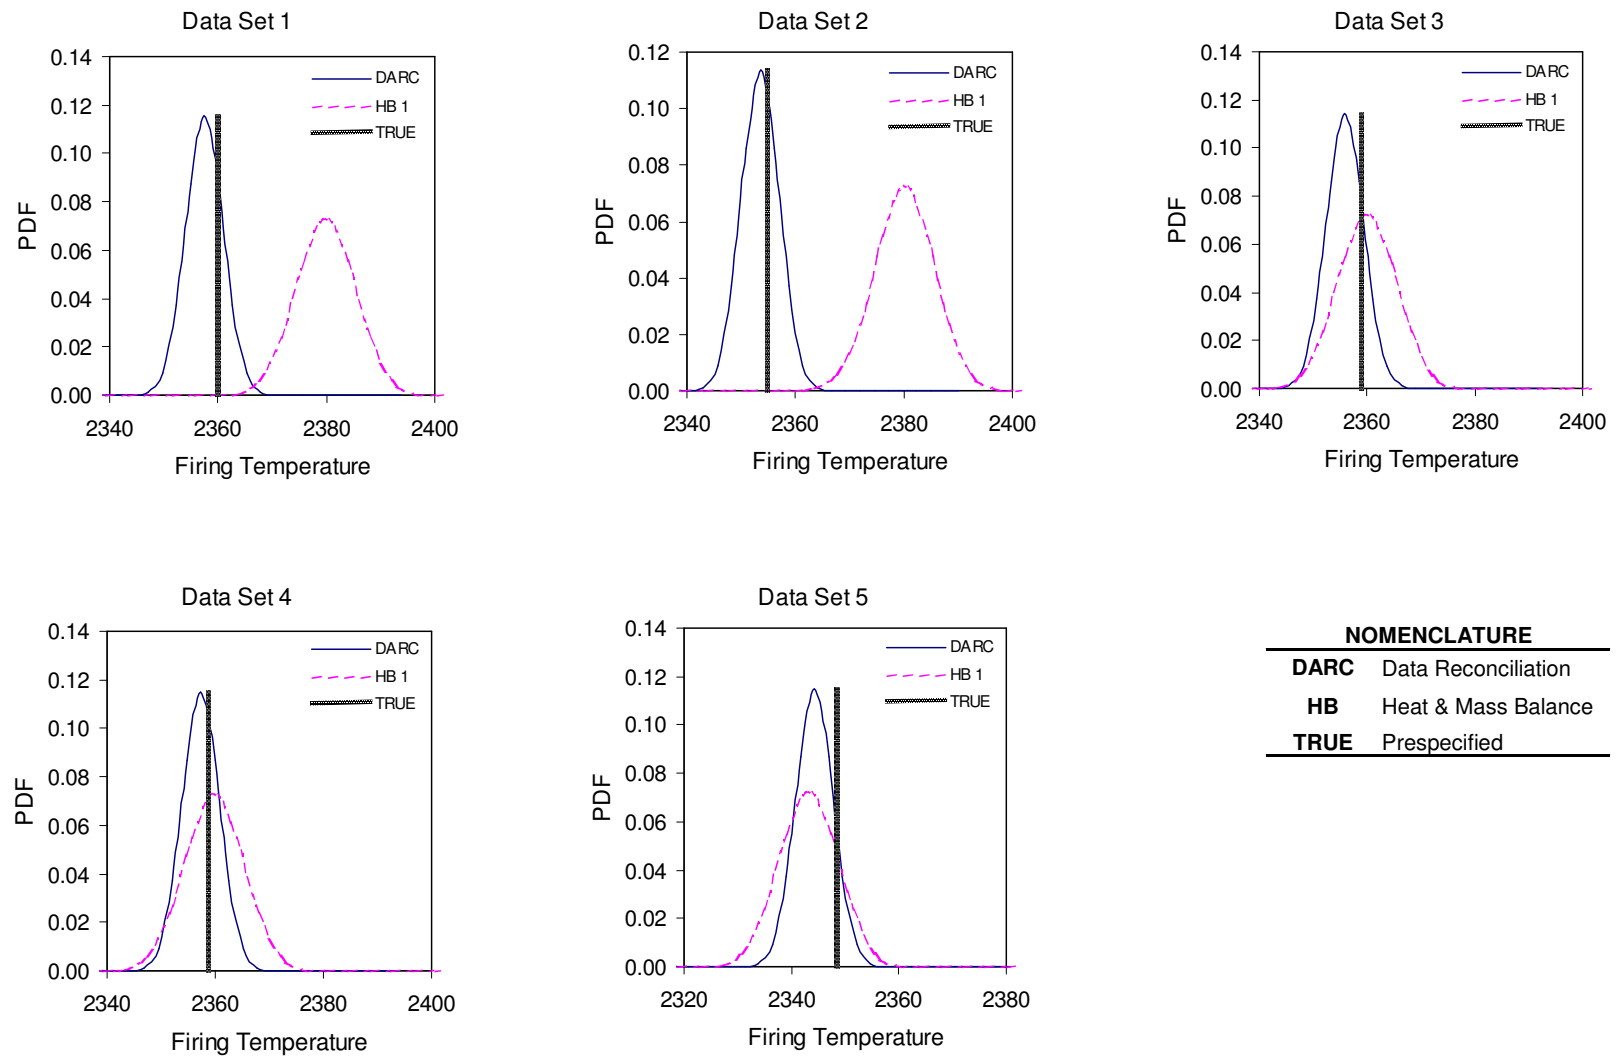 Data Set 1
0.14
0.12
0.10
0.08
0.06
0.04
0.02
0.00
PDF
DARC
HB 1
TRUE
2340 2360 2380 2400
Firing Temperature
Data Set 2
0.12
0.10
0.08
0.06
0.04
0.02
0.00
PDF
DARC
HB 1
TRUE
2340 2360 2380 2400
Firing Temperature
Data Set 3
0.14
0.12
0.10
0.08
0.06
0.04
0.02
0.00
PDF
DARC
HB 1
TRUE
2340 2360 2380 2400
Firing Temperature
Data Set 4
0.14
0.12
0.10
0.08
0.06
0.04
0.02
0.00
PDF
DARC
HB 1
TRUE
2340 2360 2380 2400
Firing Temperature
Data Set 5
0.14
0.12
0.10
0.08
0.06
0.04
0.02
0.00
PDF
DARC
HB 1
TRUE
2320 2340 2360 2380
Firing Temperature
NOMENCLATURE
DARC Data Reconciliation
HB Heat & Mass Balance
TRUE Prespecified